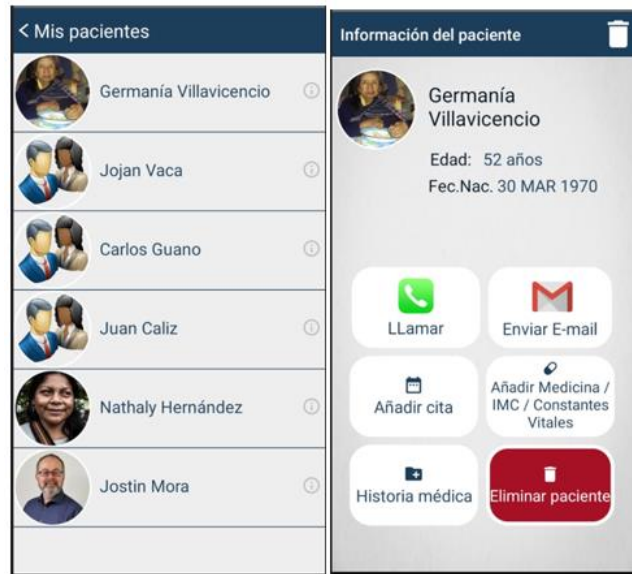 < Mis pacientes
Germanía Villavicencio
Jojan Vaca
Carlos Guano
Juan Caliz
Nathaly Hernández
Jostin Mora
Información del paciente
Germanía
Villavicencio
Edad: 52 años
Fec.Nac. 30 MAR 1970
LLamar
Enviar E-mail
Añadir cita
Añadir Medicina /
IMC / Constantes
Vitales
Historia médica
Eliminar paciente